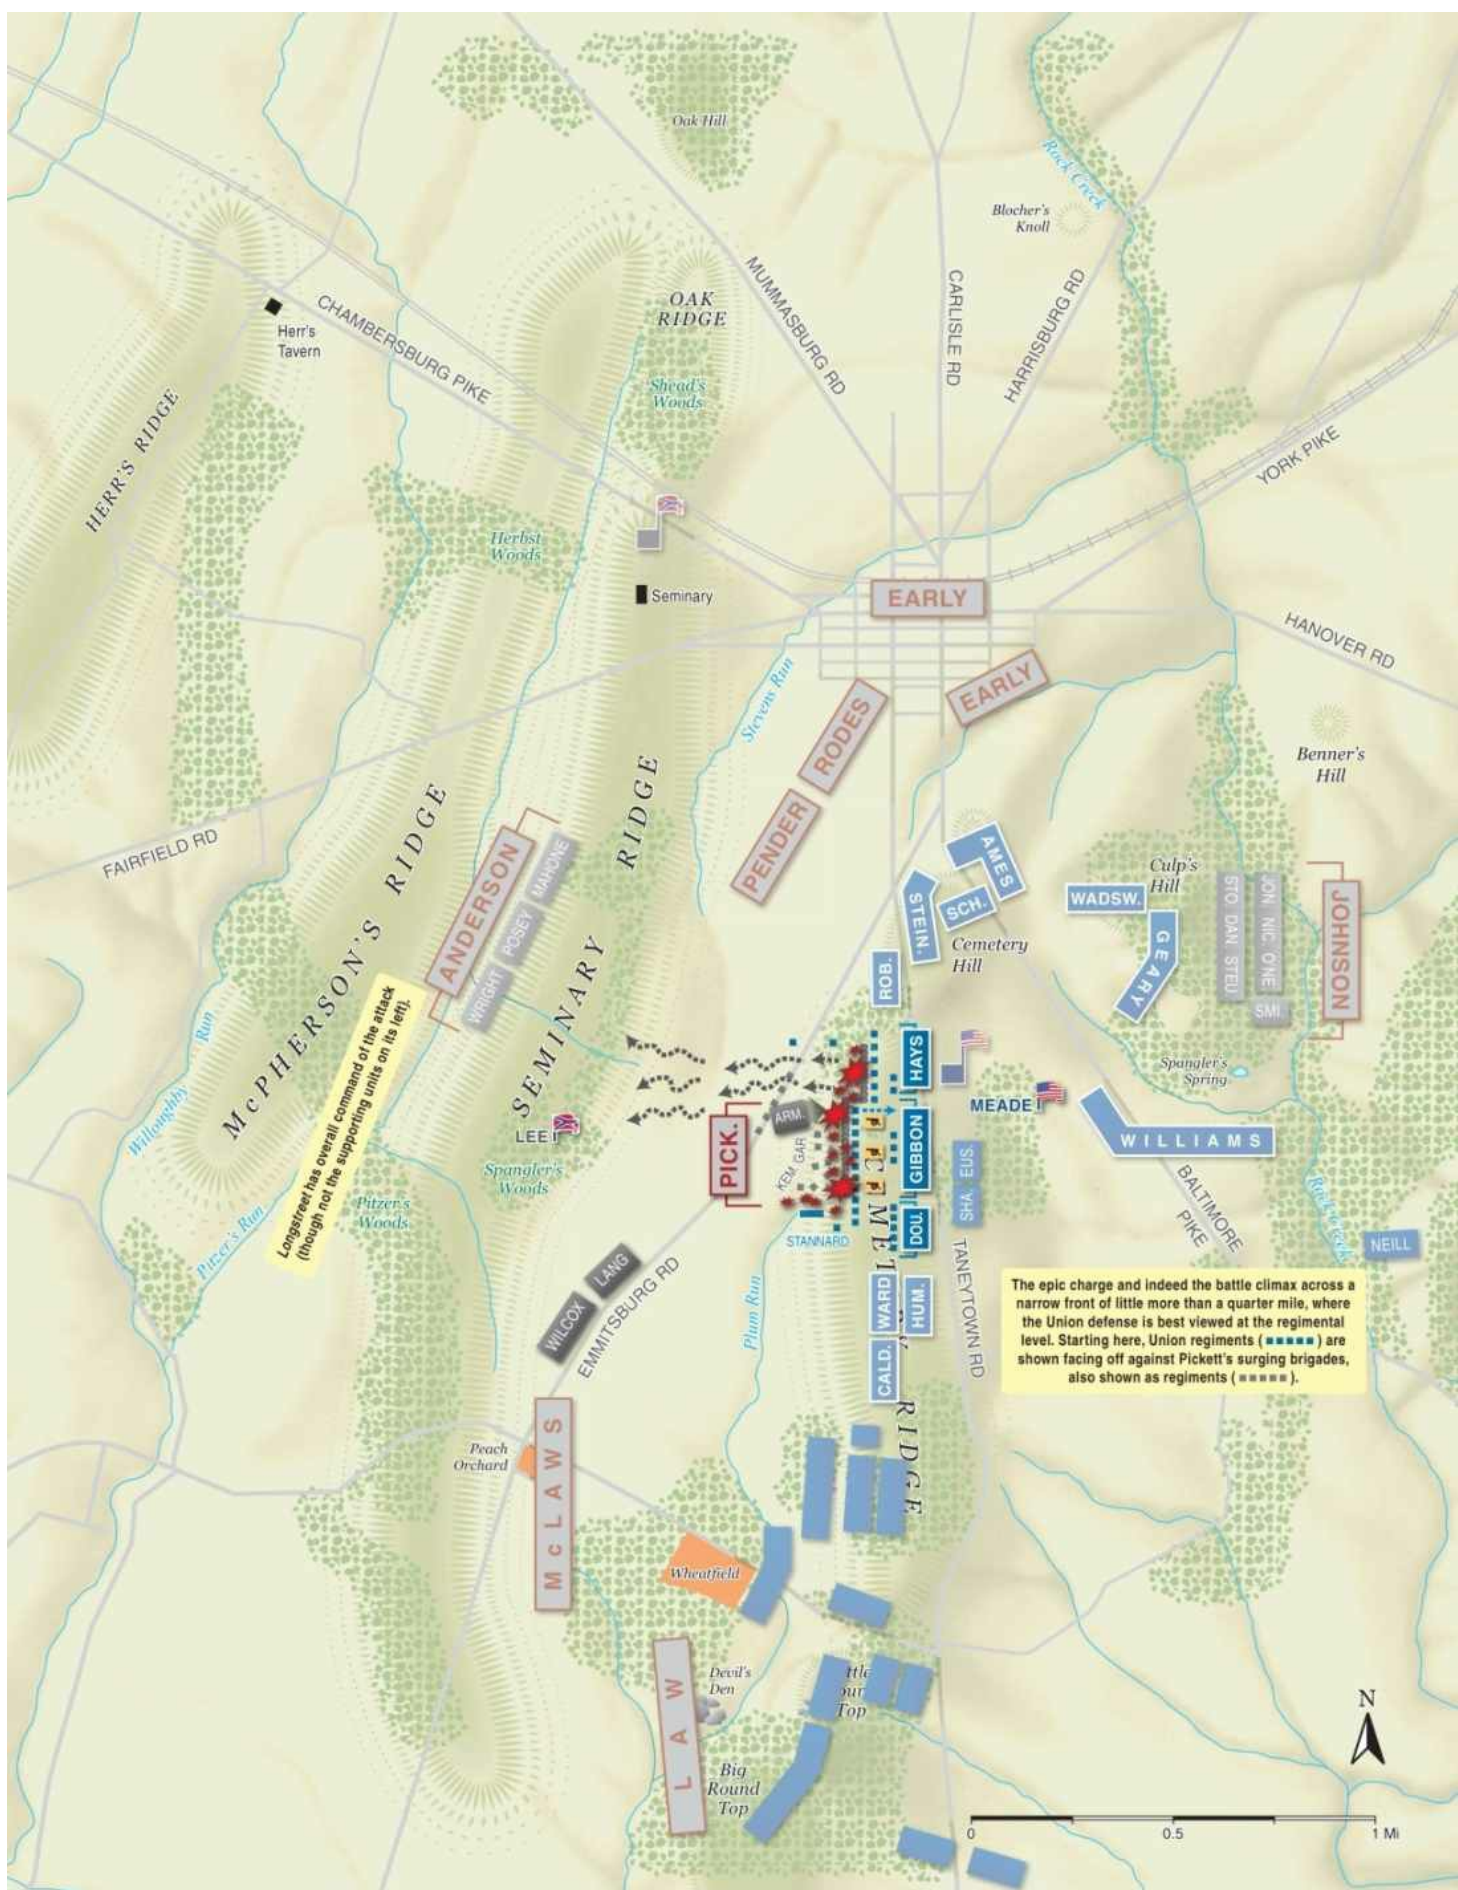 Oak Hill
Rock Creek
Blocher's
Knoll
MUMMASBURG RD
CARLISLE RD
HARRISBURG RD
OAK
RIDGE
CHAMBERSBURG PIKE
Herr's
Tavern
Shead's
Woods
HERR'S RIDGE
YORK PIKE
Herbst
Woods
Seminary
EARLY
HANOVER RD
EARLY
Stevens Run
RODES
PENDER
Benner's
Hill
McPHERSON'S RIDGE
SEMINARY RIDGE
FAIRFIELD RD
ANDERSON
MAHONE
POSEY
WRIGHT
AMES
STEIN.
SCH.
Cemetery
Hill
WADSW.
Culp's
Hill
GEARY
STO. DAN. STEU.
JON. NIC. O'NE.
SMI.
JOHNSON
ROB.
HAYS
Spangler's
Spring
Willoughby Run
Longstreet has overall command of the attack
(though not the supporting units on its left).
LEE
MEADE
ARM.
PICK.
GAR.
KEM.
GIBBON
EUS.
SHA.
WILLIAMS
Spangler's
Woods
Pitzer's
Woods
Pitzer's Run
BALTIMORE
PIKE
Rock Creek
NEILL
STANNARD
DOU.
LANG
WILCOX
EMMITSBURG RD
Plum Run
WARD
HUM.
CALD.
TANEYTOWN RD
The epic charge and indeed the battle climax across a
narrow front of little more than a quarter mile, where
the Union defense is best viewed at the regimental
level. Starting here, Union regiments ( ) are
shown facing off against Pickett's surging brigades,
also shown as regiments ( ).
RIDGE
Peach
Orchard
McLAWS
Wheatfield
LAW
Devil's
Den
Top
Big
Round
Top
N
0 0.5 1 Mi